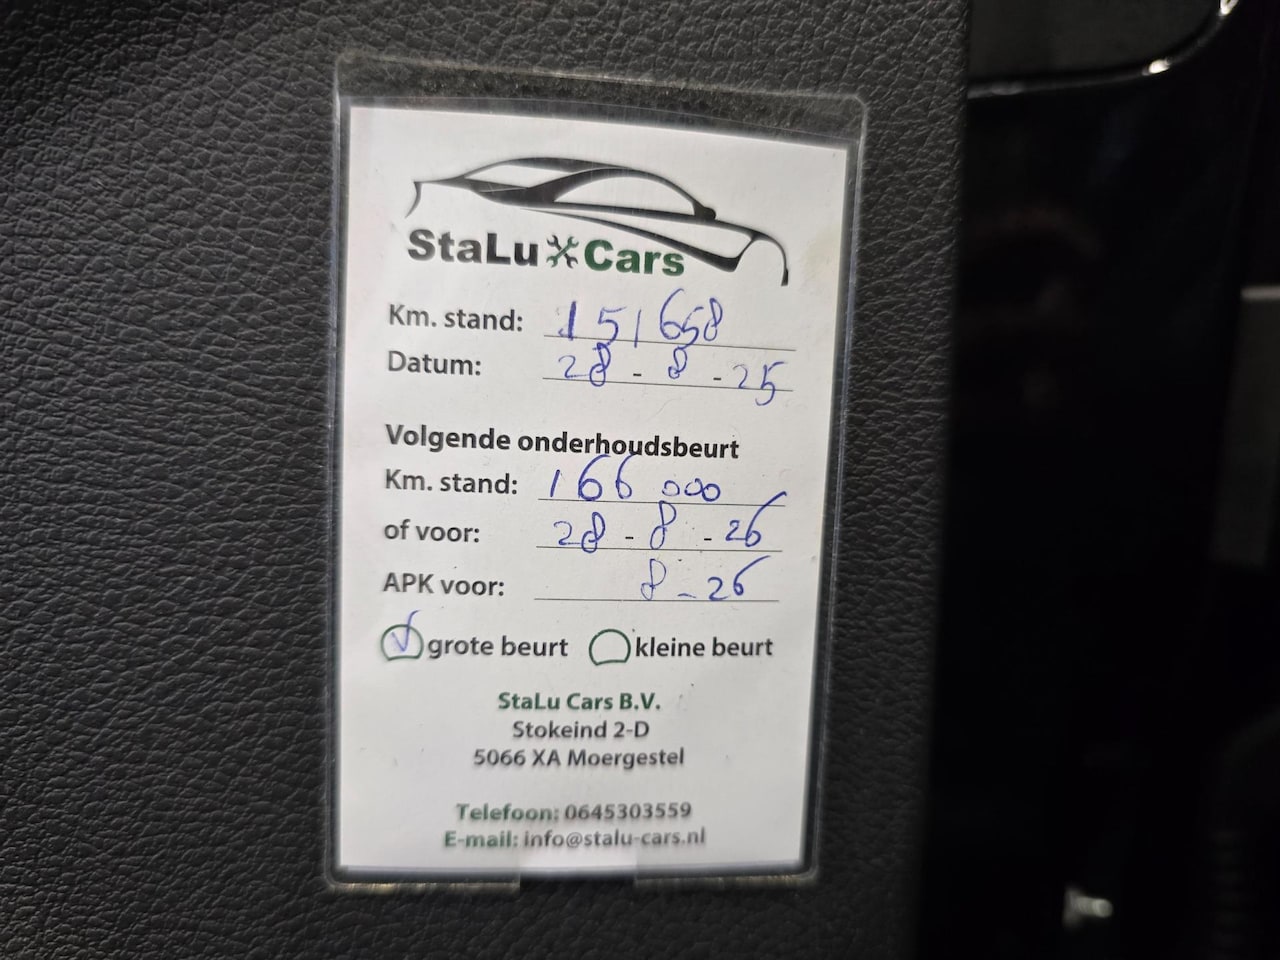 StaLu Cars
Km. stand: 151658
Datum: 28 - 8 - 25
Volgende onderhoudsbeurt
Km. stand: 166 000
of voor: 28 - 8 - 26
APK voor: 8 - 26
grote beurt kleine beurt
StaLu Cars B.V.
Stokeind 2-D
5066 XA Moergestel
Telefoon: 0645303559
E-mail: info@stalu-cars.nl